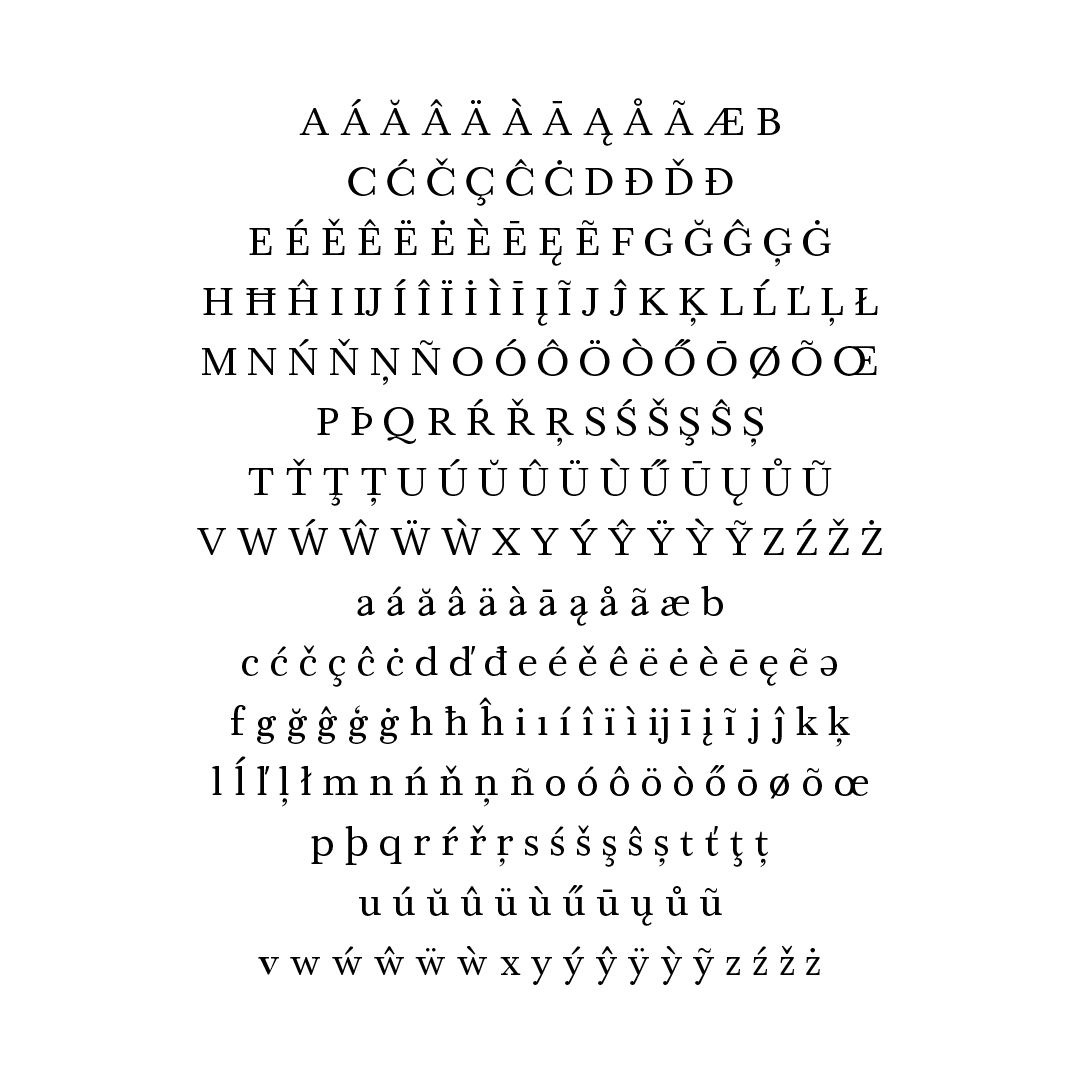 A Á Ă Â Ä À Ā Ą Å Ã Æ B
C Ć Č Ç Ĉ Ċ D Đ Ď Ð
E É Ě Ê Ë Ė È Ē Ę Ẽ F G Ğ Ĝ Ģ Ġ
H Ħ Ĥ I IJ Í Î Ï İ Ì Ī Į Ĩ J Ĵ K Ķ L Ĺ Ľ Ļ Ł
M N Ń Ň Ņ Ñ O Ó Ô Ö Ò Ő Ō Ø Õ Œ
P Þ Q R Ŕ Ř Ŗ S Ś Š Ş Ŝ Ș
T Ť Ţ Ț U Ú Ŭ Û Ü Ù Ű Ū Ų Ů Ũ
V W Ẃ Ŵ Ẅ Ẁ X Y Ý Ŷ Ÿ Ỳ Ỹ Z Ź Ž Ż
a á ă â ä à ā ą å ã æ b
c ć č ç ĉ ċ d ď đ e é ě ê ë ė è ē ę ẽ ə
f g ğ ĝ ģ ġ h ħ ĥ i ı í î ï ì ij ī į ĩ j ĵ k ķ
l ĺ ľ ļ ł m n ń ň ņ ñ o ó ô ö ò ő ō ø õ œ
p þ q r ŕ ř ŗ s ś š ş ŝ ș t ť ţ ț
u ú ŭ û ü ù ű ū ų ů ũ
v w ẃ ŵ ẅ ẁ x y ý ŷ ÿ ỳ ỹ z ź ž ż